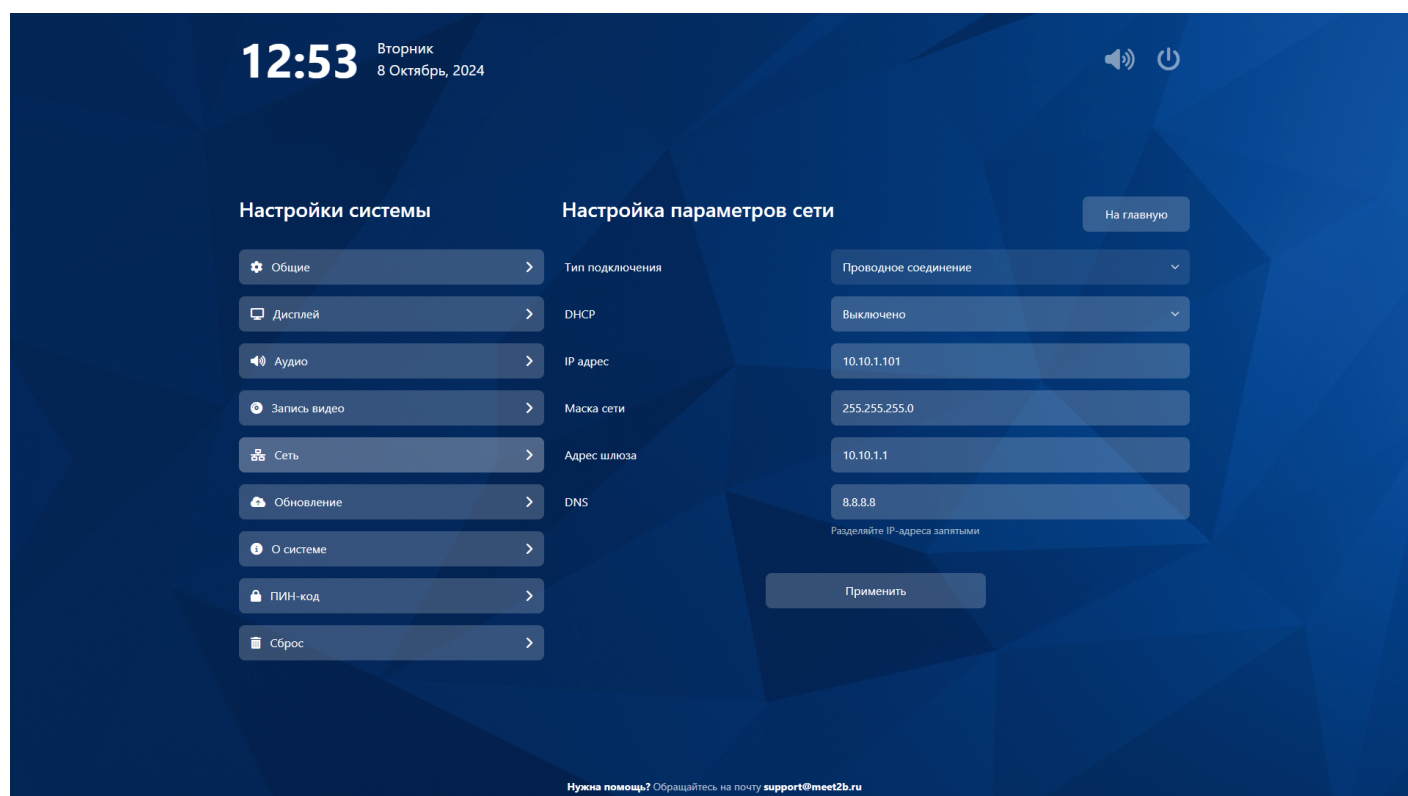 12:53
Вторник
8 Октябрь, 2024
Настройки системы
Общие
Дисплей
Аудио
Запись видео
Сеть
Обновление
О системе
ПИН-код
Сброс
Настройка параметров сети
На главную
Тип подключения
Проводное соединение
DHCP
Выключено
IP адрес
10.10.1.101
Маска сети
255.255.255.0
Адрес шлюза
10.10.1.1
DNS
8.8.8.8
Разделяйте IP-адреса запятыми
Применить
Нужна помощь? Обращайтесь на почту support@meet2b.ru